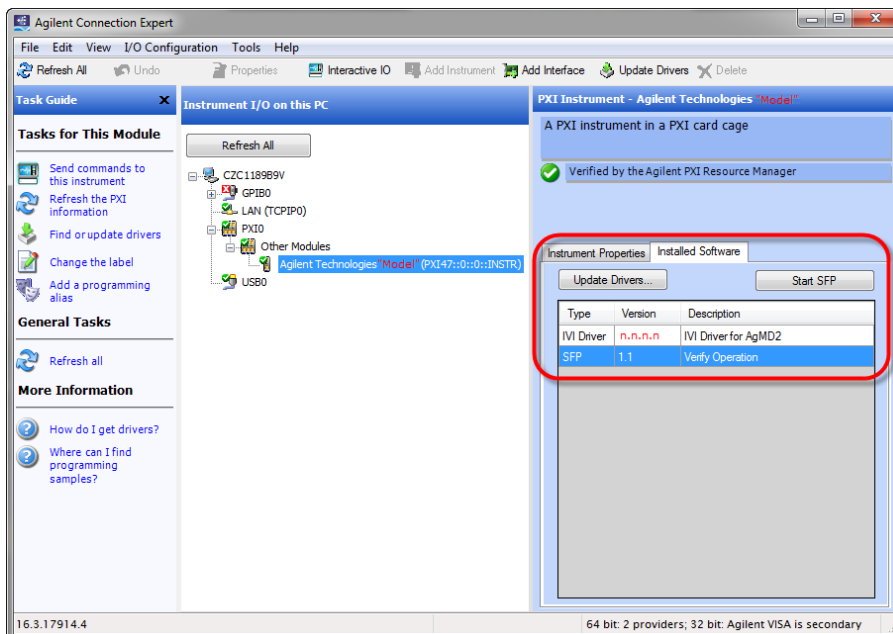 Agilent Connection Expert
File Edit View I/O Configuration Tools Help
Refresh All Undo Properties Interactive IO Add Instrument Add Interface Update Drivers Delete
Task Guide
Tasks for This Module
Send commands to
this instrument
Refresh the PXI
information
Find or update drivers
Change the label
Add a programming
alias
General Tasks
Refresh all
More Information
How do I get drivers?
Where can I find
programming
samples?
Instrument I/O on this PC
Refresh All
CZC1189B9V
GPIB0
LAN (TCPIP0)
PXI0
Other Modules
Agilent Technologies "Model" (PXI47::0::0::INSTR)
USB0
PXI Instrument - Agilent Technologies "Model"
A PXI instrument in a PXI card cage
Verified by the Agilent PXI Resource Manager
Instrument Properties Installed Software
Update Drivers... Start SFP
Type Version Description
IVI Driver n.n.n.n IVI Driver for AgMD2
SFP 1.1 Verify Operation
16.3.17914.4
64 bit: 2 providers; 32 bit: Agilent VISA is secondary